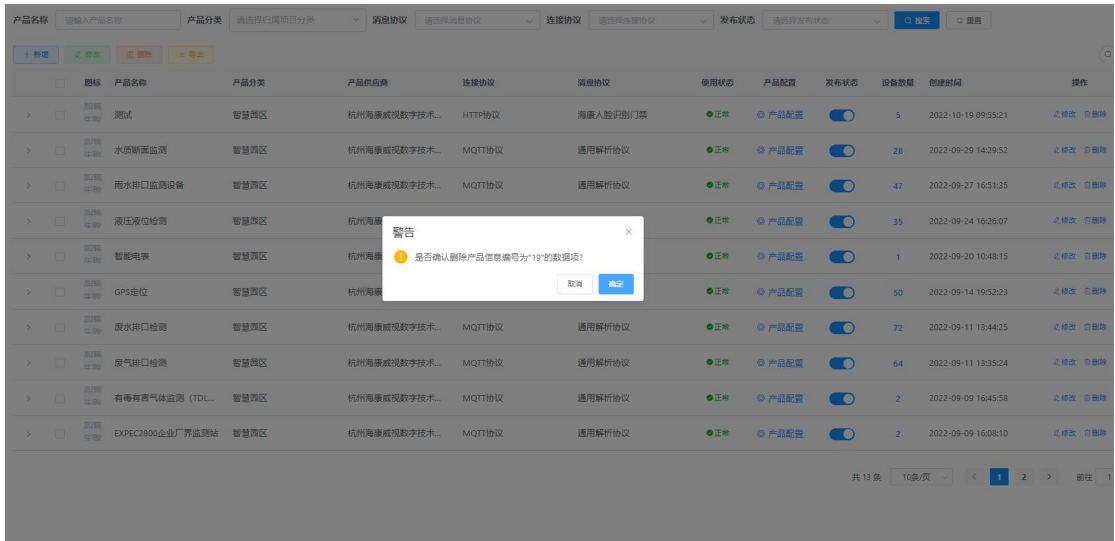 产品名称 请输入产品名称 产品分类 请选择归属项目分类 消息协议 请选择消息协议 连接协议 请选择连接协议 发布状态 请选择发布状态 搜索 重置
+ 新增 修改 删除 导出
图标 产品名称 产品分类 产品供应商 连接协议 消息协议 使用状态 产品配置 发布状态 设备数量 创建时间 操作
测试 智慧园区 杭州海康威视数字技术... HTTP协议 海康人脸识别门禁 正常 产品配置 5 2022-10-19 09:55:21 修改 删除
水质断面监测 智慧园区 杭州海康威视数字技术... MQTT协议 通用解析协议 正常 产品配置 28 2022-09-29 14:29:52 修改 删除
雨水排口监测设备 智慧园区 杭州海康威视数字技术... MQTT协议 通用解析协议 正常 产品配置 47 2022-09-27 16:51:35 修改 删除
液压液位检测 智慧园区 杭州海康 正常 产品配置 35 2022-09-24 16:26:07 修改 删除
警告
智能电表 智慧园区 杭州海康 正常 产品配置 1 2022-09-20 10:48:15 修改 删除
是否确认删除产品信息编号为"19"的数据项?
取消 确定
GPS定位 智慧园区 杭州海康 正常 产品配置 50 2022-09-14 19:52:23 修改 删除
废水排口检测 智慧园区 杭州海康威视数字技术... MQTT协议 通用解析协议 正常 产品配置 72 2022-09-11 13:44:25 修改 删除
废气排口检测 智慧园区 杭州海康威视数字技术... MQTT协议 通用解析协议 正常 产品配置 64 2022-09-11 13:35:24 修改 删除
有毒有害气体监测（TDL... 智慧园区 杭州海康威视数字技术... MQTT协议 通用解析协议 正常 产品配置 2 2022-09-09 16:45:58 修改 删除
EXPEC2800企业厂界监测站 智慧园区 杭州海康威视数字技术... MQTT协议 通用解析协议 正常 产品配置 2 2022-09-09 16:08:10 修改 删除
共 13 条 10条/页 1 2 前往 1